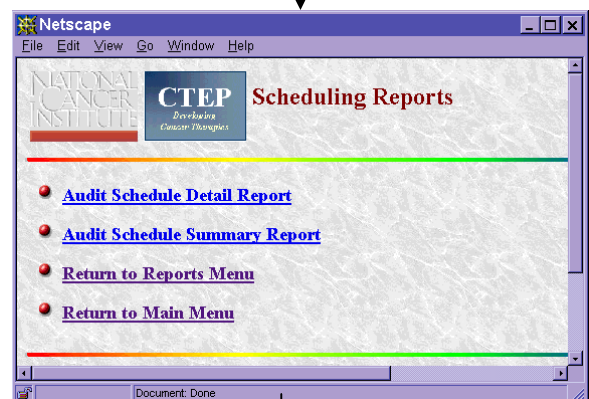 Netscape
File Edit View Go Window Help
NATIONAL
CANCER
INSTITUTE
CTEP
Developing
Cancer Therapies
Scheduling Reports
Audit Schedule Detail Report
Audit Schedule Summary Report
Return to Reports Menu
Return to Main Menu
Document: Done